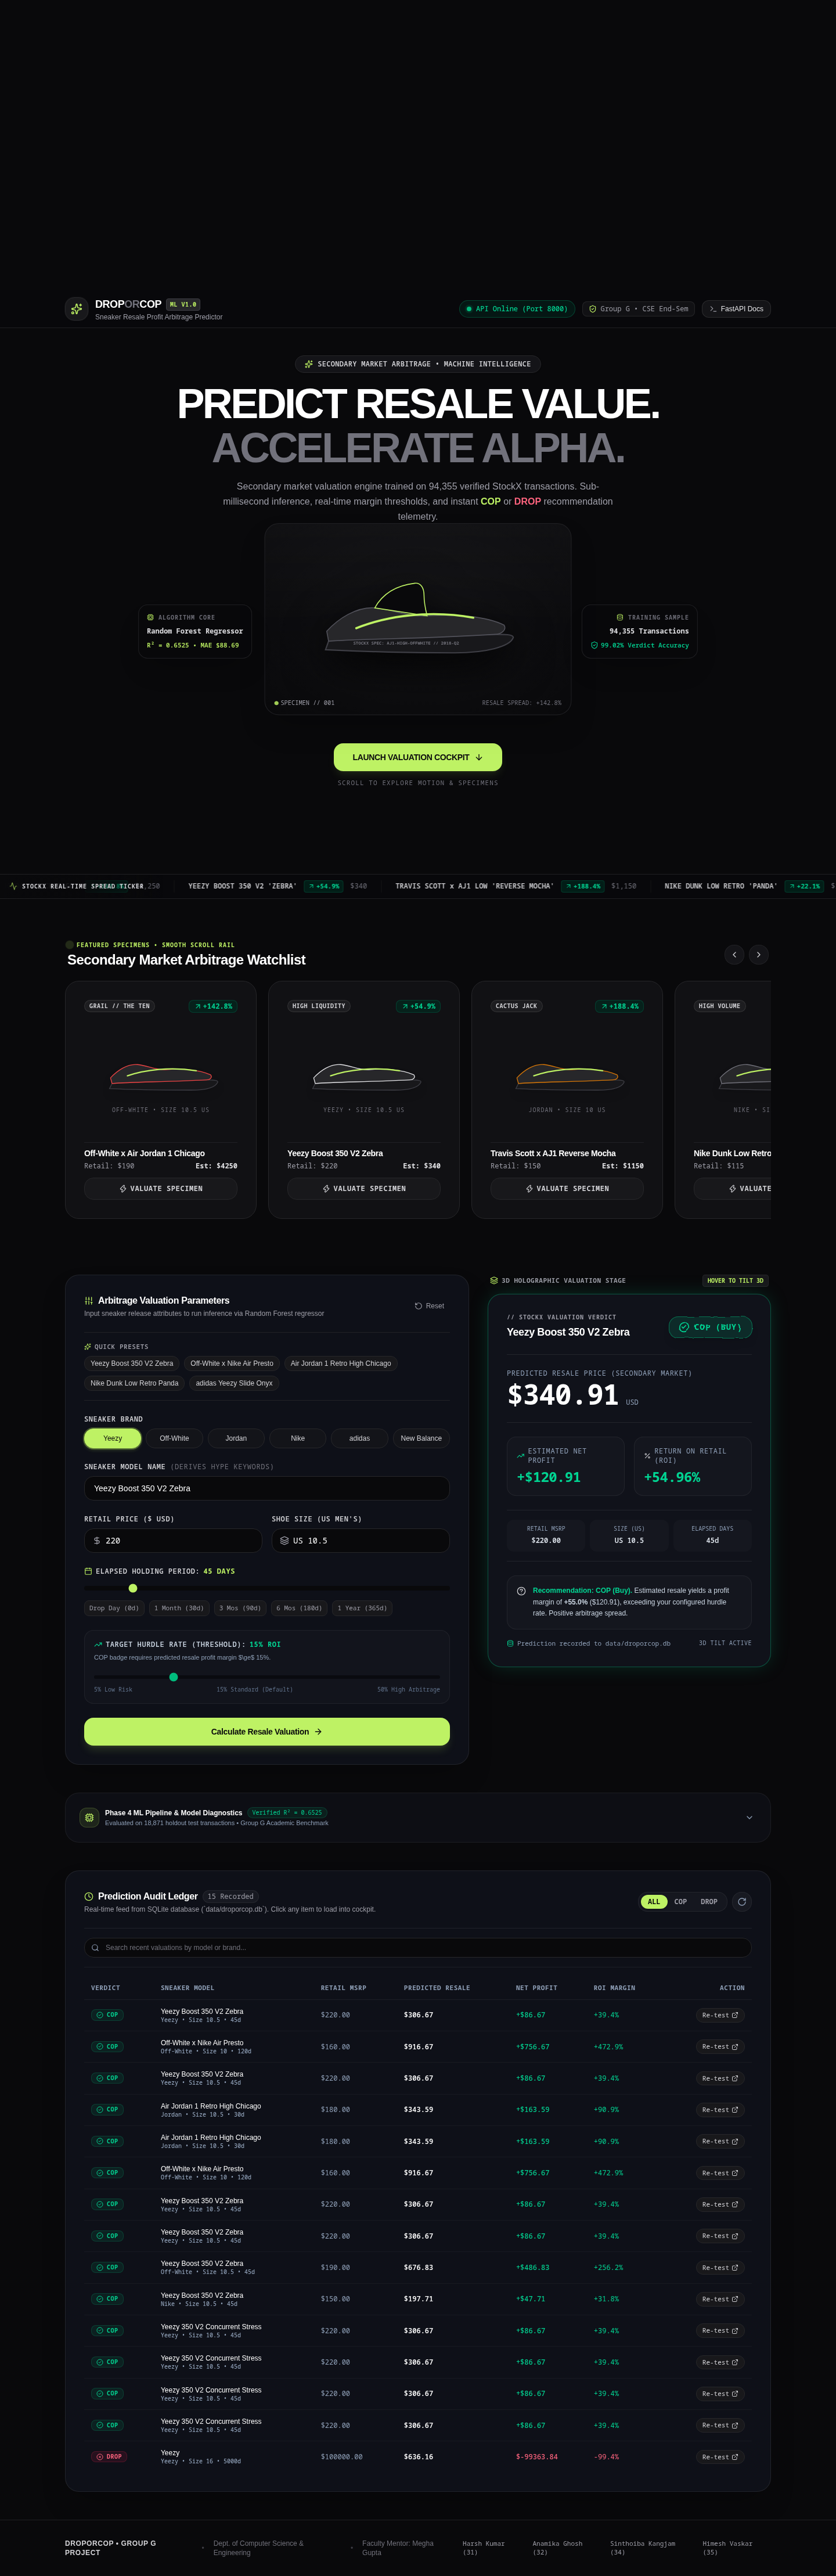 DROPORCOP ML V1.0
Sneaker Resale Profit Arbitrage Predictor
API Online (Port 8000)
Group G • CSE End-Sem
FastAPI Docs
SECONDARY MARKET ARBITRAGE • MACHINE INTELLIGENCE
PREDICT RESALE VALUE.
ACCELERATE ALPHA.
Secondary market valuation engine trained on 94,355 verified StockX transactions. Sub-
millisecond inference, real-time margin thresholds, and instant COP or DROP recommendation
telemetry.
ALGORITHM CORE
Random Forest Regressor
R² = 0.6525 • MAE $88.69
STOCKX SPEC: AJ1-HIGH-OFFWHITE // 2019-Q2
SPECIMEN // 001
RESALE SPREAD: +142.8%
TRAINING SAMPLE
94,355 Transactions
99.02% Verdict Accuracy
LAUNCH VALUATION COCKPIT
SCROLL TO EXPLORE MOTION & SPECIMENS
STOCKX REAL-TIME SPREAD TICKER ,250 YEEZY BOOST 350 V2 'ZEBRA' +54.9% $340 TRAVIS SCOTT x AJ1 LOW 'REVERSE MOCHA' +188.4% $1,150 NIKE DUNK LOW RETRO 'PANDA' +22.1% $
FEATURED SPECIMENS • SMOOTH SCROLL RAIL
Secondary Market Arbitrage Watchlist
GRAIL // THE TEN +142.8%
OFF-WHITE • SIZE 10.5 US
Off-White x Air Jordan 1 Chicago
Retail: $190 Est: $4250
VALUATE SPECIMEN
HIGH LIQUIDITY +54.9%
YEEZY • SIZE 10.5 US
Yeezy Boost 350 V2 Zebra
Retail: $220 Est: $340
VALUATE SPECIMEN
CACTUS JACK +188.4%
JORDAN • SIZE 10 US
Travis Scott x AJ1 Reverse Mocha
Retail: $150 Est: $1150
VALUATE SPECIMEN
HIGH VOLUME
NIKE • SI
Nike Dunk Low Retro
Retail: $115
VALUATE
Arbitrage Valuation Parameters
Input sneaker release attributes to run inference via Random Forest regressor
Reset
QUICK PRESETS
Yeezy Boost 350 V2 Zebra Off-White x Nike Air Presto Air Jordan 1 Retro High Chicago
Nike Dunk Low Retro Panda adidas Yeezy Slide Onyx
SNEAKER BRAND
Yeezy Off-White Jordan Nike adidas New Balance
SNEAKER MODEL NAME (DERIVES HYPE KEYWORDS)
Yeezy Boost 350 V2 Zebra
RETAIL PRICE ($ USD) SHOE SIZE (US MEN'S)
220 US 10.5
ELAPSED HOLDING PERIOD: 45 DAYS
Drop Day (0d) 1 Month (30d) 3 Mos (90d) 6 Mos (180d) 1 Year (365d)
TARGET HURDLE RATE (THRESHOLD): 15% ROI
COP badge requires predicted resale profit margin $\ge$ 15%.
5% Low Risk 15% Standard (Default) 50% High Arbitrage
Calculate Resale Valuation
3D HOLOGRAPHIC VALUATION STAGE
HOVER TO TILT 3D
// STOCKX VALUATION VERDICT
Yeezy Boost 350 V2 Zebra
COP (BUY)
PREDICTED RESALE PRICE (SECONDARY MARKET)
$340.91 USD
ESTIMATED NET
PROFIT
+$120.91
RETURN ON RETAIL
(ROI)
+54.96%
RETAIL MSRP
$220.00
SIZE (US)
US 10.5
ELAPSED DAYS
45d
Recommendation: COP (Buy). Estimated resale yields a profit
margin of +55.0% ($120.91), exceeding your configured hurdle
rate. Positive arbitrage spread.
Prediction recorded to data/droporcop.db
3D TILT ACTIVE
Phase 4 ML Pipeline & Model Diagnostics Verified R² = 0.6525
Evaluated on 18,871 holdout test transactions • Group G Academic Benchmark
Prediction Audit Ledger 15 Recorded
Real-time feed from SQLite database (`data/droporcop.db`). Click any item to load into cockpit.
ALL COP DROP
Search recent valuations by model or brand...
VERDICT SNEAKER MODEL RETAIL MSRP PREDICTED RESALE NET PROFIT ROI MARGIN ACTION
COP Yeezy Boost 350 V2 Zebra $220.00 $306.67 +$86.67 +39.4% Re-test
Yeezy • Size 10.5 • 45d
COP Off-White x Nike Air Presto $160.00 $916.67 +$756.67 +472.9% Re-test
Off-White • Size 10 • 120d
COP Yeezy Boost 350 V2 Zebra $220.00 $306.67 +$86.67 +39.4% Re-test
Yeezy • Size 10.5 • 45d
COP Air Jordan 1 Retro High Chicago $180.00 $343.59 +$163.59 +90.9% Re-test
Jordan • Size 10.5 • 30d
COP Air Jordan 1 Retro High Chicago $180.00 $343.59 +$163.59 +90.9% Re-test
Jordan • Size 10.5 • 30d
COP Off-White x Nike Air Presto $160.00 $916.67 +$756.67 +472.9% Re-test
Off-White • Size 10 • 120d
COP Yeezy Boost 350 V2 Zebra $220.00 $306.67 +$86.67 +39.4% Re-test
Yeezy • Size 10.5 • 45d
COP Yeezy Boost 350 V2 Zebra $220.00 $306.67 +$86.67 +39.4% Re-test
Yeezy • Size 10.5 • 45d
COP Yeezy Boost 350 V2 Zebra $190.00 $676.83 +$486.83 +256.2% Re-test
Off-White • Size 10.5 • 45d
COP Yeezy Boost 350 V2 Zebra $150.00 $197.71 +$47.71 +31.8% Re-test
Nike • Size 10.5 • 45d
COP Yeezy 350 V2 Concurrent Stress $220.00 $306.67 +$86.67 +39.4% Re-test
Yeezy • Size 10.5 • 45d
COP Yeezy 350 V2 Concurrent Stress $220.00 $306.67 +$86.67 +39.4% Re-test
Yeezy • Size 10.5 • 45d
COP Yeezy 350 V2 Concurrent Stress $220.00 $306.67 +$86.67 +39.4% Re-test
Yeezy • Size 10.5 • 45d
COP Yeezy 350 V2 Concurrent Stress $220.00 $306.67 +$86.67 +39.4% Re-test
Yeezy • Size 10.5 • 45d
DROP Yeezy $100000.00 $636.16 $-99363.84 -99.4% Re-test
Yeezy • Size 16 • 5000d
DROPORCOP • GROUP G
PROJECT
•
Dept. of Computer Science &
Engineering
•
Faculty Mentor: Megha
Gupta
Harsh Kumar
(31)
Anamika Ghosh
(32)
Sinthoiba Kangjam
(34)
Himesh Vaskar
(35)